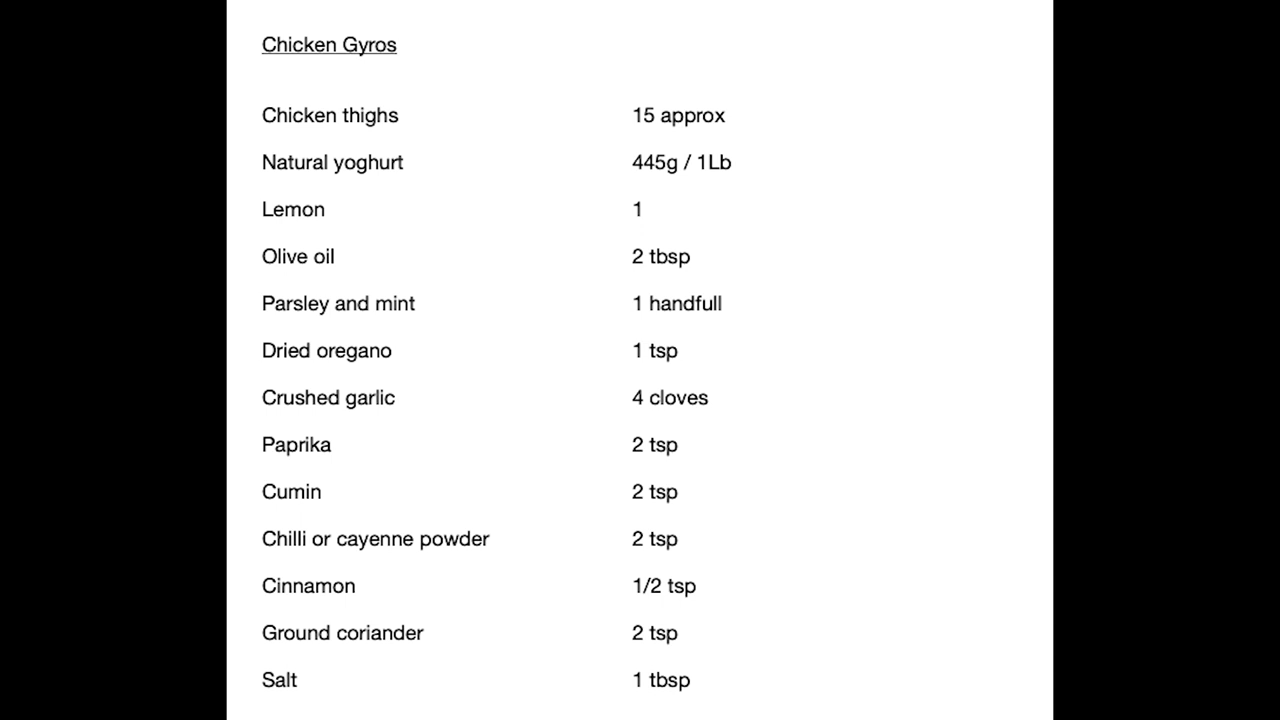 Chicken Gyros
Chicken thighs 15 approx
Natural yoghurt 445g / 1Lb
Lemon 1
Olive oil 2 tbsp
Parsley and mint 1 handfull
Dried oregano 1 tsp
Crushed garlic 4 cloves
Paprika 2 tsp
Cumin 2 tsp
Chilli or cayenne powder 2 tsp
Cinnamon 1/2 tsp
Ground coriander 2 tsp
Salt 1 tbsp